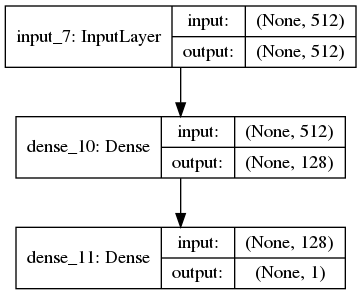 input_7: InputLayer
input: (None, 512)
output: (None, 512)
dense_10: Dense
input: (None, 512)
output: (None, 128)
dense_11: Dense
input: (None, 128)
output: (None, 1)